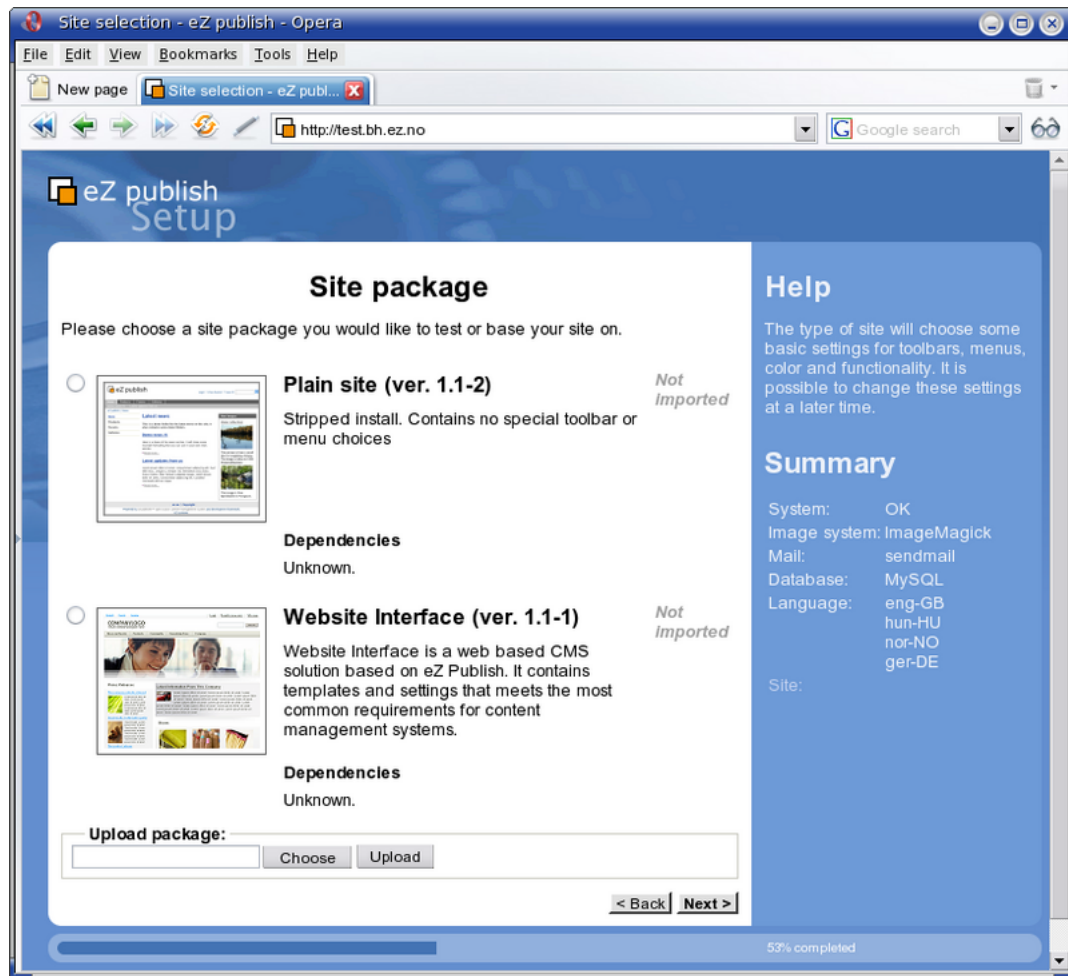 Site selection - eZ publish - Opera
File Edit View Bookmarks Tools Help
New page Site selection - eZ publ...
http://test.bh.ez.no Google search
eZ publish
Setup
Site package
Please choose a site package you would like to test or base your site on.
Plain site (ver. 1.1-2)
Not
Imported
Stripped install. Contains no special toolbar or
menu choices
Dependencies
Unknown.
Website Interface (ver. 1.1-1)
Not
Imported
Website Interface is a web based CMS
solution based on eZ Publish. It contains
templates and settings that meets the most
common requirements for content
management systems.
Dependencies
Unknown.
Upload package:
Choose Upload
< Back Next >
Help
The type of site will choose some
basic settings for toolbars, menus,
color and functionality. It is
possible to change these settings
at a later time.
Summary
System: OK
Image system: ImageMagick
Mail: sendmail
Database: MySQL
Language: eng-GB
hun-HU
nor-NO
ger-DE
Site:
53% completed